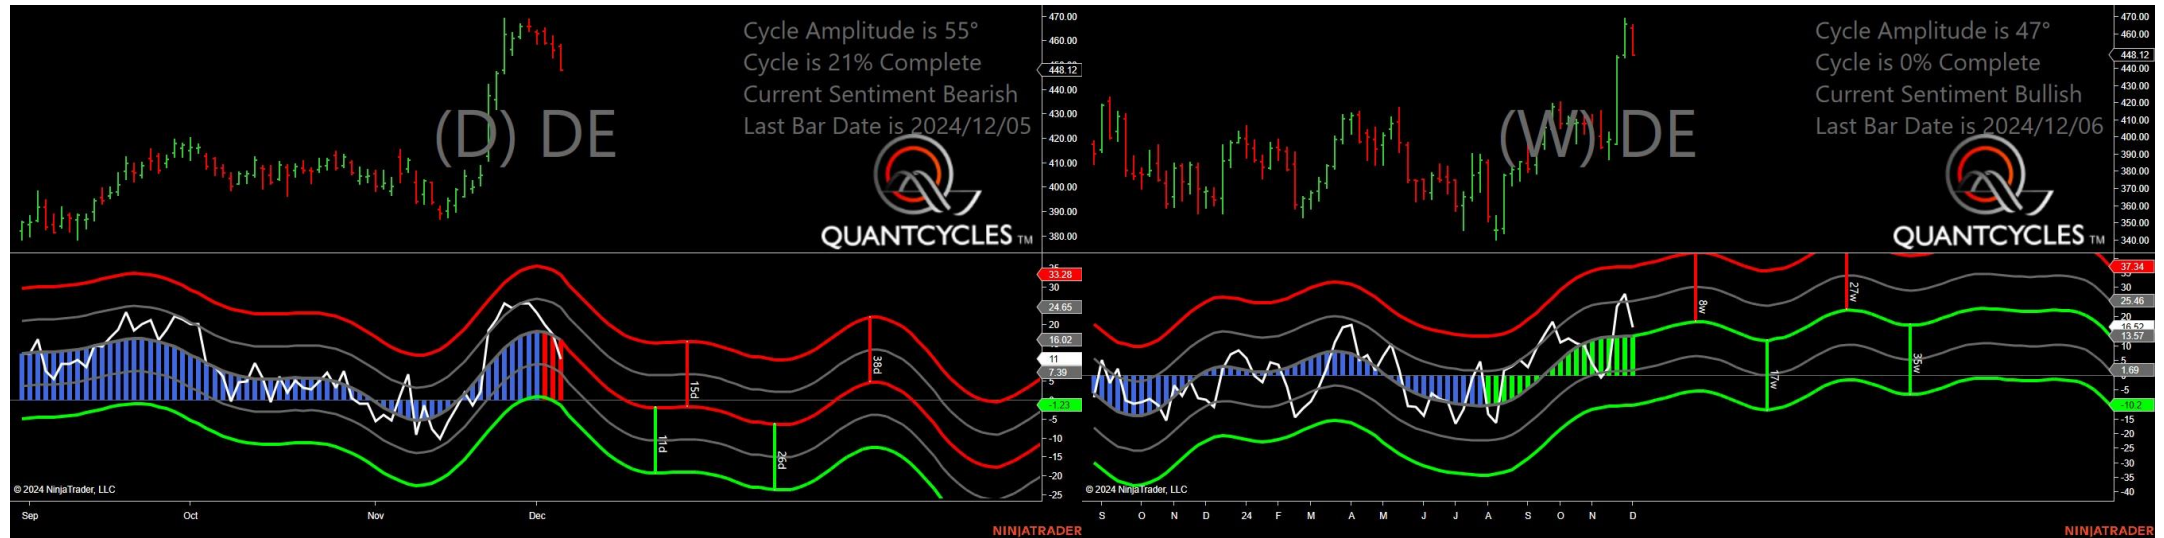 Cycle Amplitude is 55°
Cycle is 21% Complete
Current Sentiment Bearish
Last Bar Date is 2024/12/05
(D) DE
QUANTCYCLES TM
470.00
460.00
448.12
440.00
430.00
420.00
410.00
400.00
390.00
380.00
33.28
30
24.65
20
16.02
11
7.39
5
-1.23
-5
-10
-15
-20
-25
11d
15d
26d
38d
© 2024 NinjaTrader, LLC
Sep Oct Nov Dec
NINJATRADER
Cycle Amplitude is 47°
Cycle is 0% Complete
Current Sentiment Bullish
Last Bar Date is 2024/12/06
(W) DE
QUANTCYCLES TM
470.00
460.00
448.12
440.00
430.00
420.00
410.00
400.00
390.00
380.00
370.00
360.00
350.00
340.00
37.34
35
30
25.46
20
16.52
13.57
10
5
1.69
-5
-10.2
-15
-20
-25
-30
-35
-40
8w
17w
27w
35w
© 2024 NinjaTrader, LLC
S O N D 24 F M A M J J A S O N D
NINJATRADER